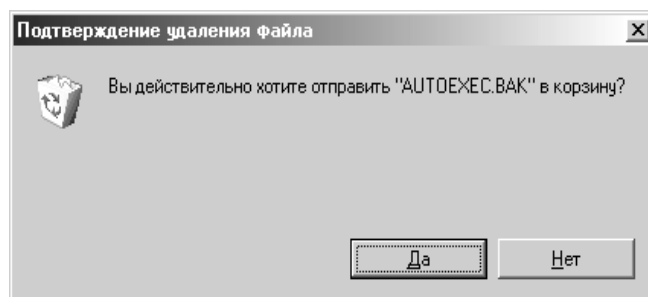 Подтверждение удаления файла
Вы действительно хотите отправить "AUTOEXEC.BAK" в корзину?
Да
Нет